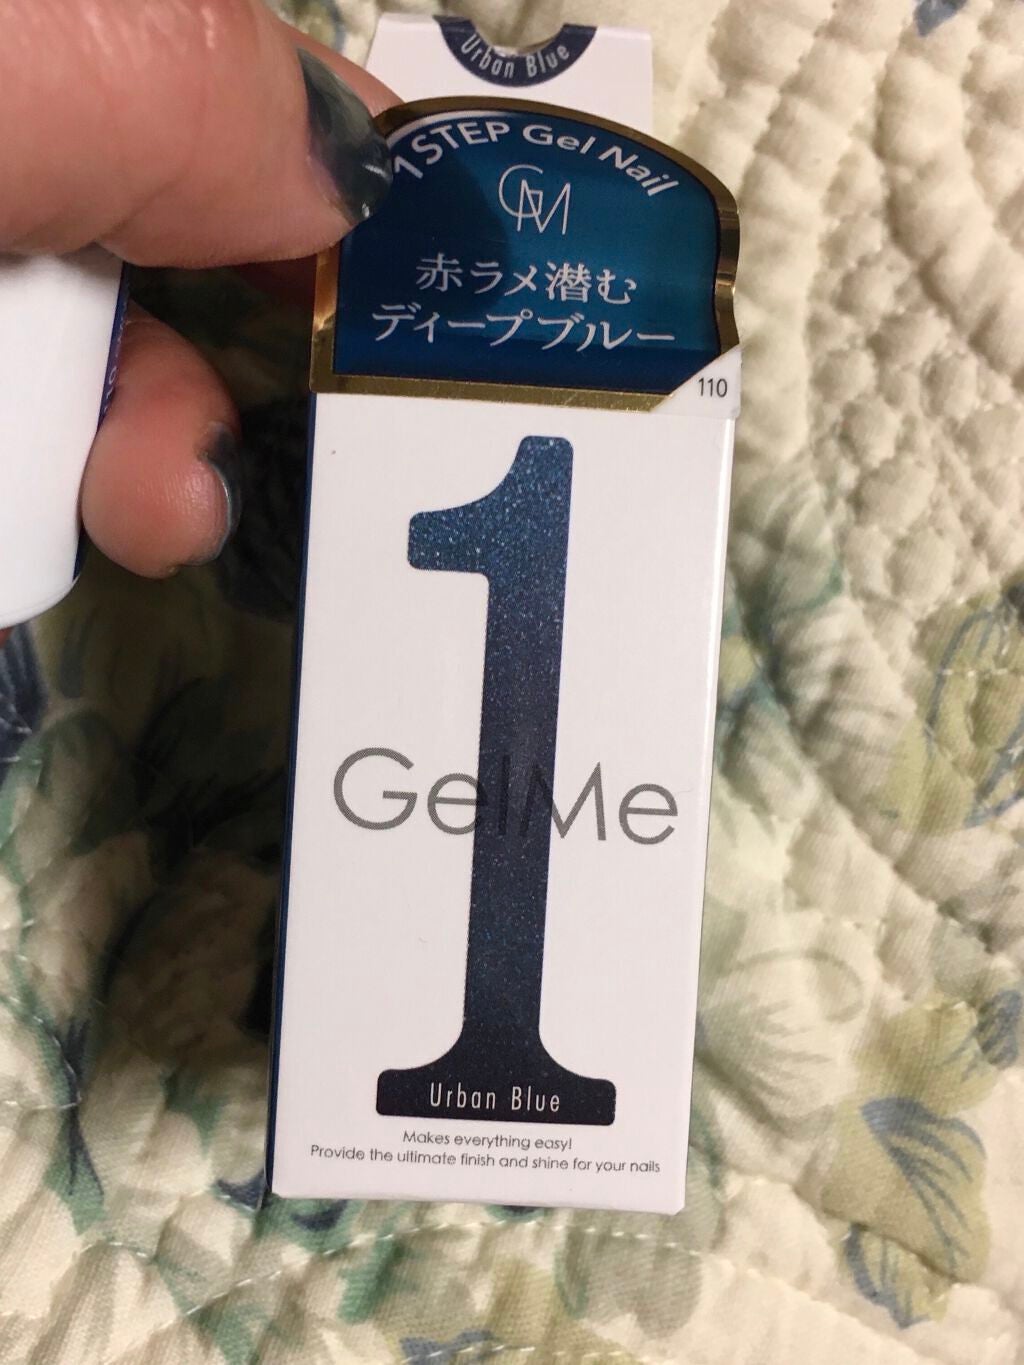 Urban Blue
1 STEP Gel Nail
GM
赤ラメ潜む
ディープブルー
110
1
GelMe
Urban Blue
Makes everything easy!
Provide the ultimate finish and shine for your nails